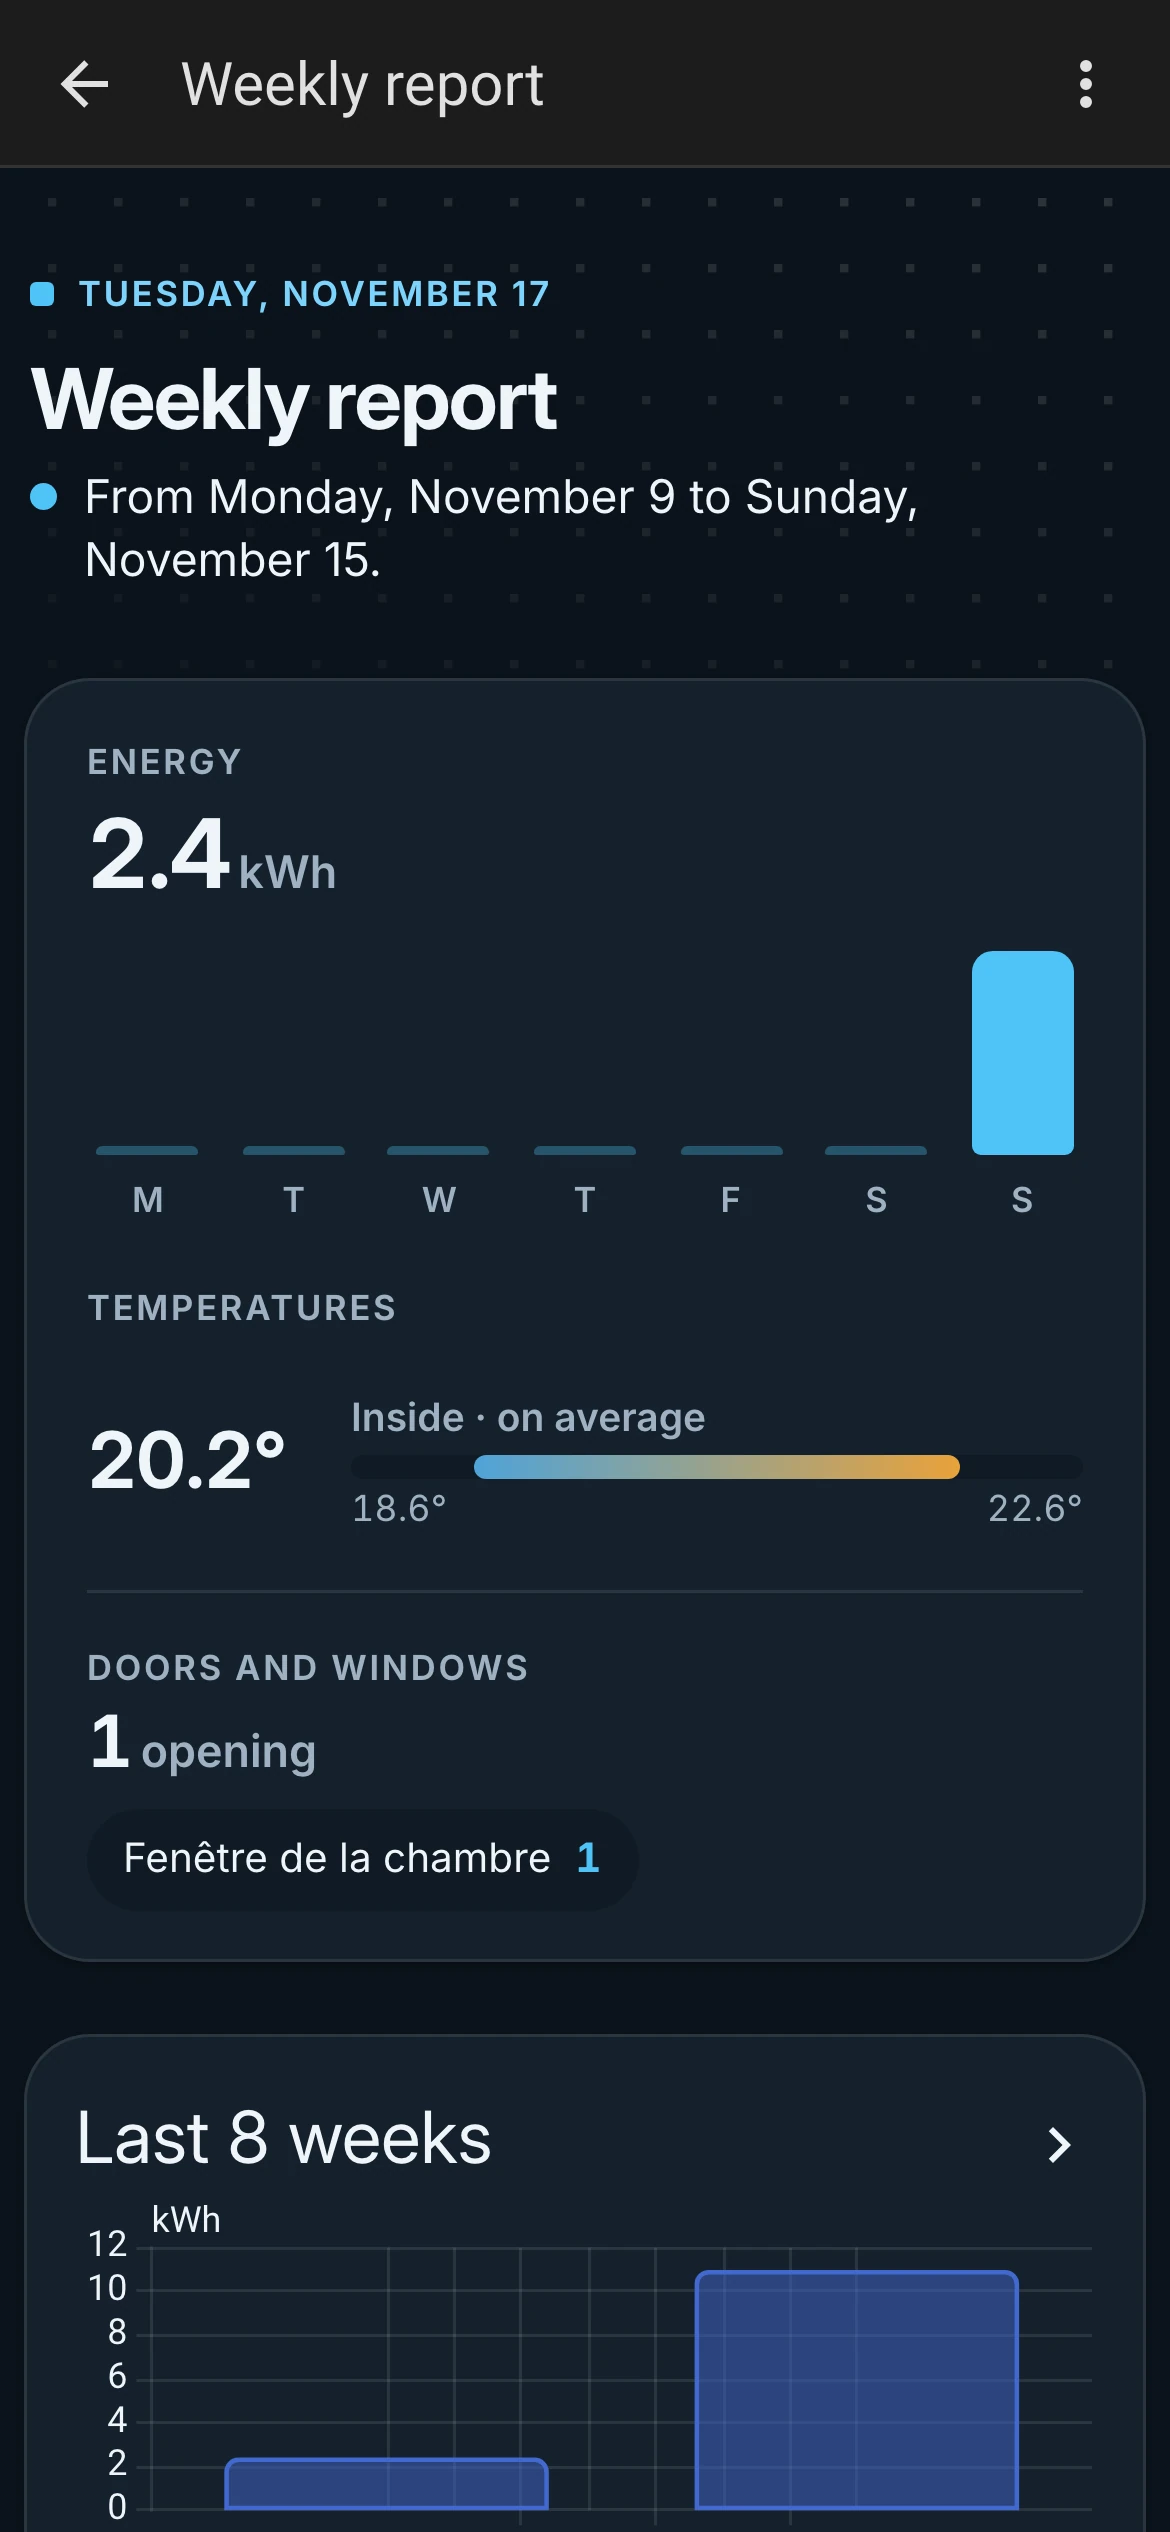 Weekly report
TUESDAY, NOVEMBER 17
Weekly report
From Monday, November 9 to Sunday,
November 15.
ENERGY
2.4 kWh
M T W T F S S
TEMPERATURES
Inside · on average
20.2°
18.6° 22.6°
DOORS AND WINDOWS
1 opening
Fenêtre de la chambre 1
Last 8 weeks
kWh
12
10
8
6
4
2
0